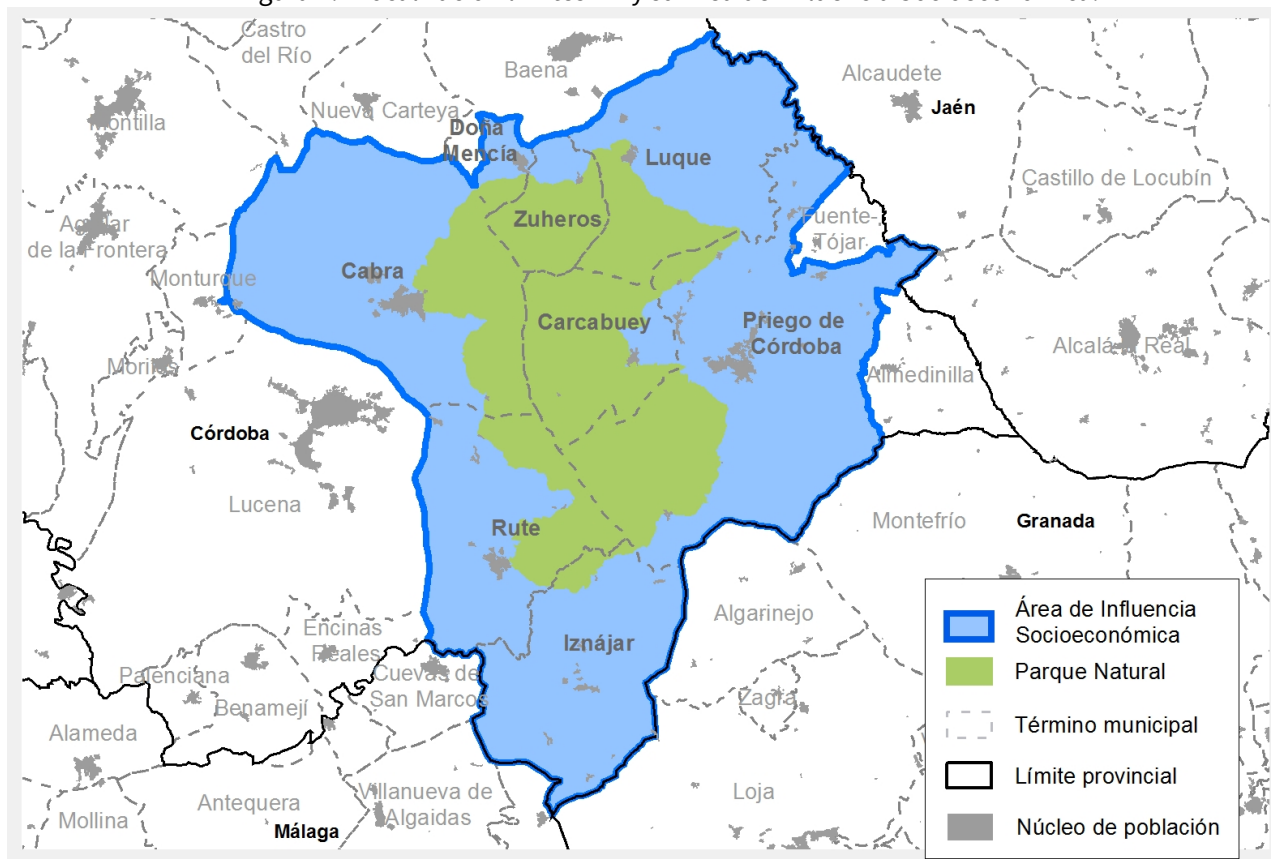 Castro
del Río
Baena
Alcaudete
Jaén
Nueva Carteya
Montilla
Doña
Mencía
Luque
Castillo de Locubín
Zuheros
Fuente-
Tójar
Aguilar
de la Frontera
Cabra
Monturque
Carcabuey
Priego de
Córdoba
Alcalá Real
Moriles
Almedinilla
Córdoba
Lucena
Rute
Montefrío
Granada
Algarinejo
Encinas
Reales
Iznájar
Cuevas de
San Marcos
Palenciana
Benamejí
Zagra
Alameda
Villanueva de
Algaidas
Antequera
Loja
Mollina
Málaga
Área de Influencia
Socioeconómica
Parque Natural
Término municipal
Límite provincial
Núcleo de población